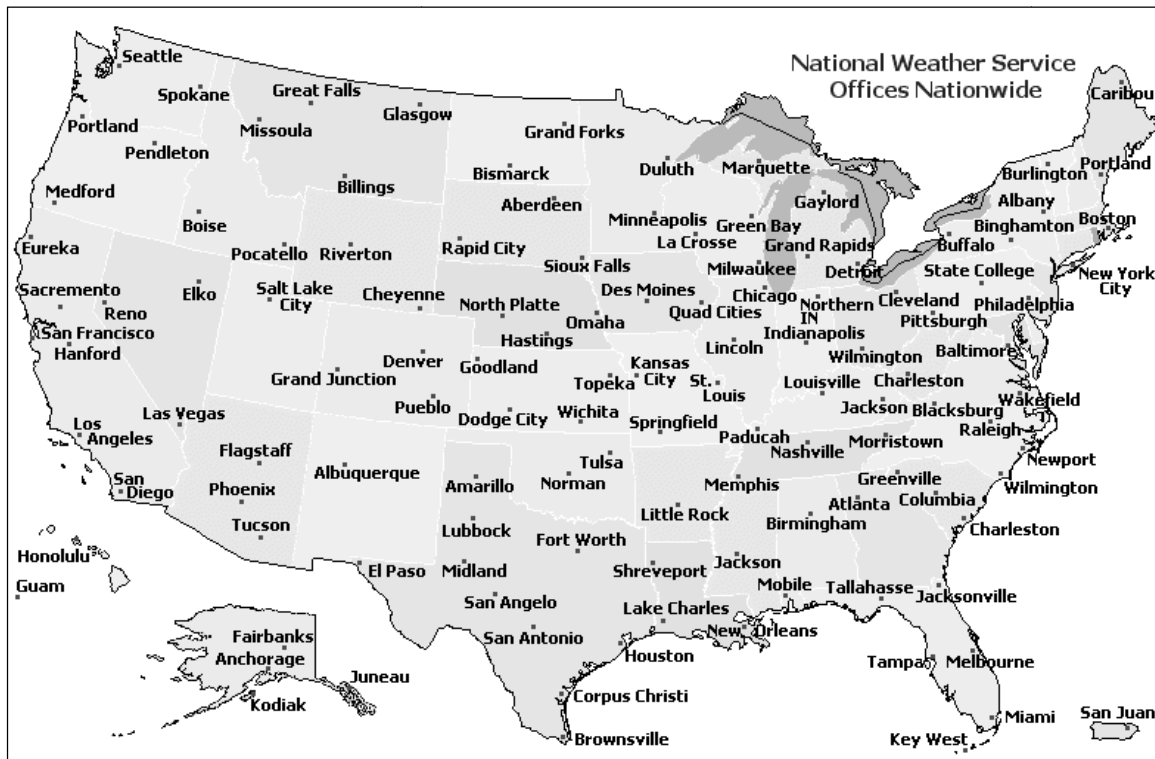 National Weather Service
Offices Nationwide
Seattle
Spokane
Great Falls
Glasgow
Caribou
Portland
Missoula
Grand Forks
Pendleton
Duluth
Marquette
Portland
Bismarck
Burlington
Medford
Billings
Aberdeen
Gaylord
Albany
Boise
Minneapolis
Green Bay
Binghamton
Boston
Eureka
Pocatello
Riverton
Rapid City
La Crosse
Grand Rapids
Buffalo
Sioux Falls
Milwaukee
Detroit
State College
New York
City
Sacramento
Elko
Salt Lake
City
Cheyenne
North Platte
Des Moines
Chicago
Northern
IN
Cleveland
Philadelphia
Reno
Omaha
Quad Cities
Pittsburgh
San Francisco
Hastings
Indianapolis
Hanford
Denver
Goodland
Lincoln
Wilmington
Baltimore
Grand Junction
Topeka
Kansas
City
St.
Louis
Louisville
Charleston
Wakefield
Las Vegas
Pueblo
Dodge City
Wichita
Jackson
Blacksburg
Los
Angeles
Springfield
Paducah
Raleigh
Flagstaff
Nashville
Morristown
Newport
Albuquerque
Tulsa
San
Diego
Phoenix
Amarillo
Norman
Memphis
Greenville
Wilmington
Tucson
Lubbock
Little Rock
Birmingham
Atlanta
Columbia
Charleston
Honolulu
Fort Worth
Guam
El Paso
Midland
Shreveport
Jackson
San Angelo
Lake Charles
Mobile
Tallahasse
Jacksonville
Fairbanks
San Antonio
New Orleans
Anchorage
Houston
Tampa
Melbourne
Juneau
Kodiak
Corpus Christi
Miami
San Juan
Brownsville
Key West